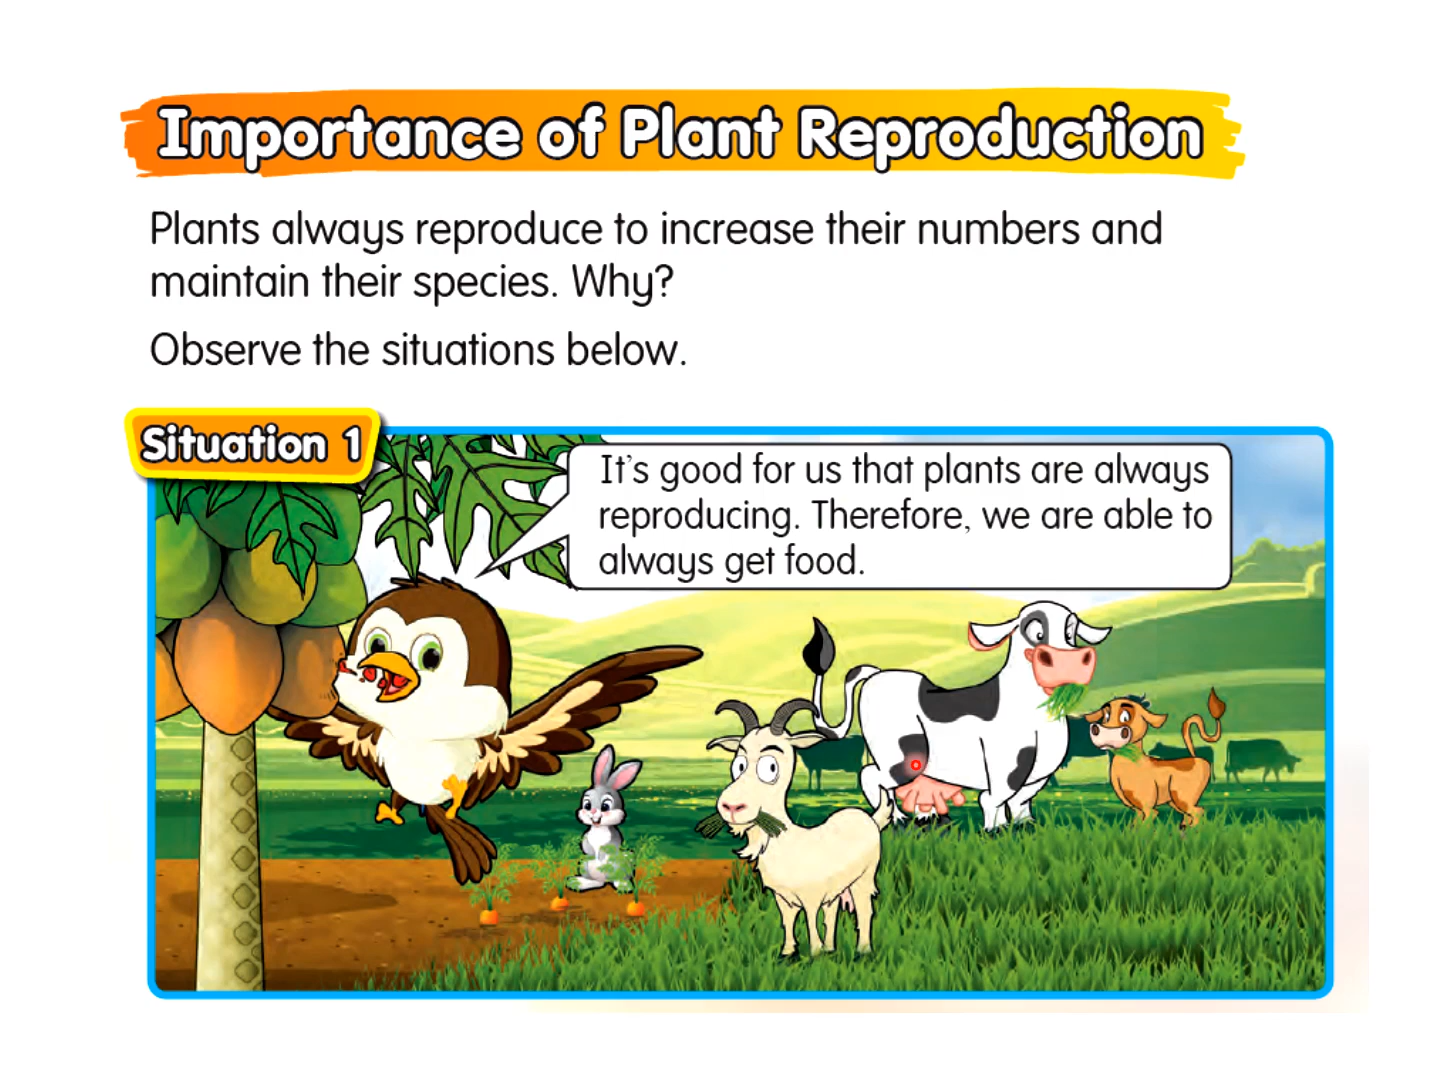 Importance of Plant Reproduction
Plants always reproduce to increase their numbers and
maintain their species. Why?
Observe the situations below.
Situation 1
It's good for us that plants are always
reproducing. Therefore, we are able to
always get food.